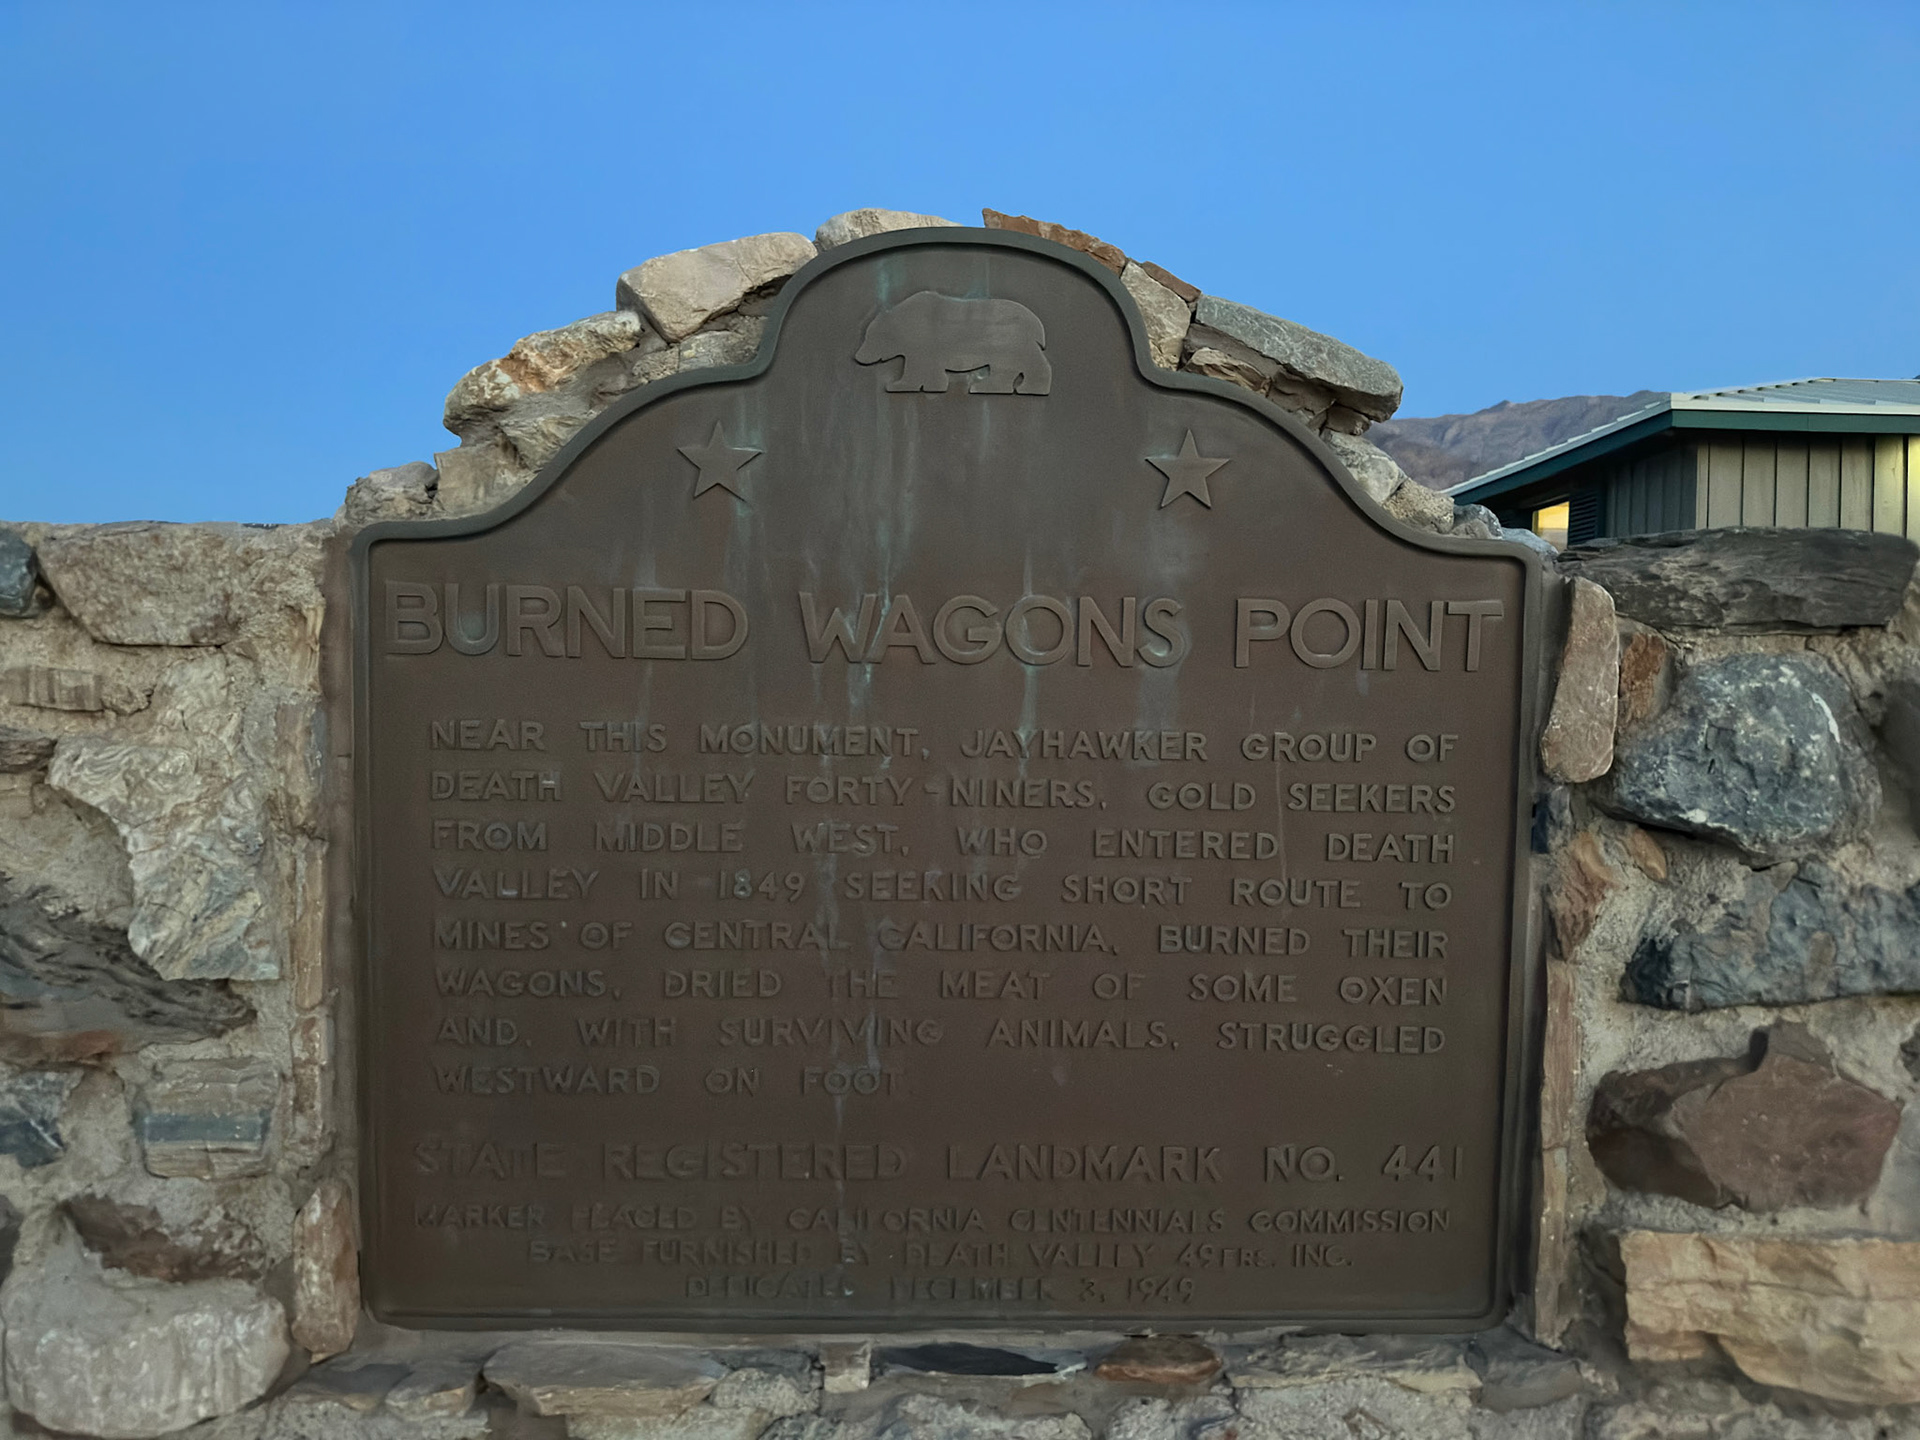 BURNED WAGONS POINT
NEAR THIS MONUMENT, JAYHAWKER GROUP OF
DEATH VALLEY FORTY-NINERS, GOLD SEEKERS
FROM MIDDLE WEST, WHO ENTERED DEATH
VALLEY IN 1849 SEEKING SHORT ROUTE TO
MINES OF CENTRAL CALIFORNIA, BURNED THEIR
WAGONS, DRIED THE MEAT OF SOME OXEN
AND, WITH SURVIVING ANIMALS, STRUGGLED
WESTWARD ON FOOT.
STATE REGISTERED LANDMARK NO. 441
MARKER PLACED BY CALIFORNIA CENTENNIALS COMMISSION
BASE FURNISHED BY DEATH VALLEY 49ERS. INC.
DEDICATED DECEMBER 3, 1949